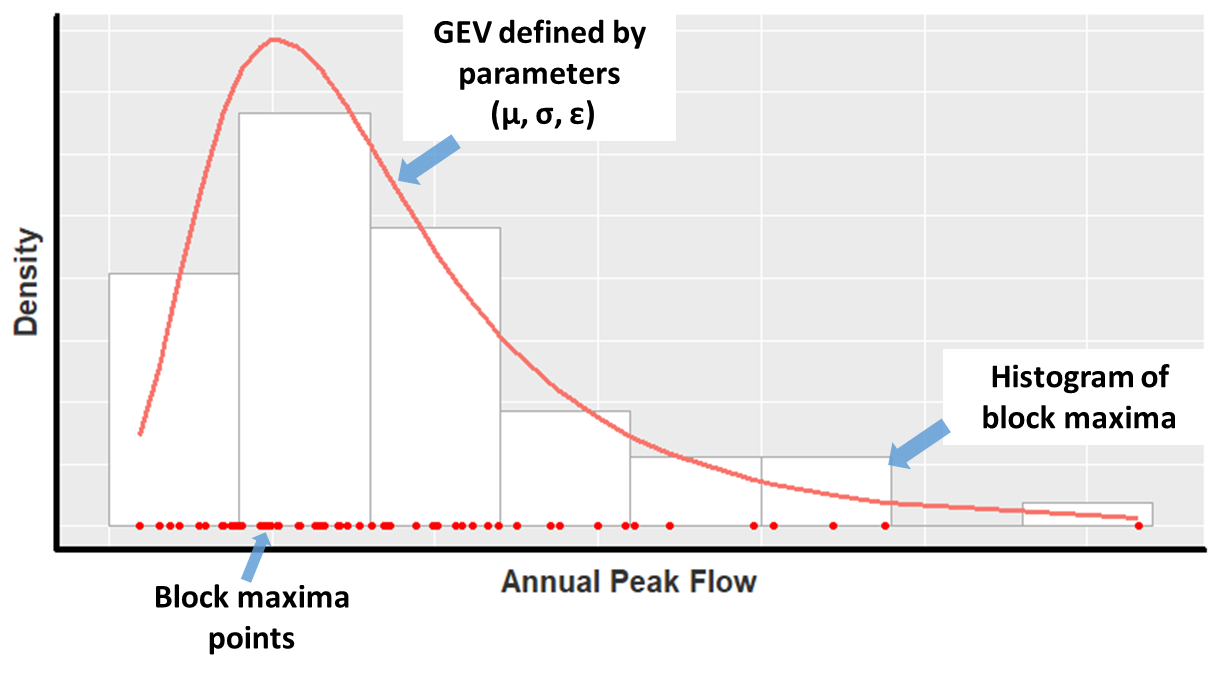 GEV defined by
parameters
(μ, σ, ε)
Density
Histogram of
block maxima
Annual Peak Flow
Block maxima
points